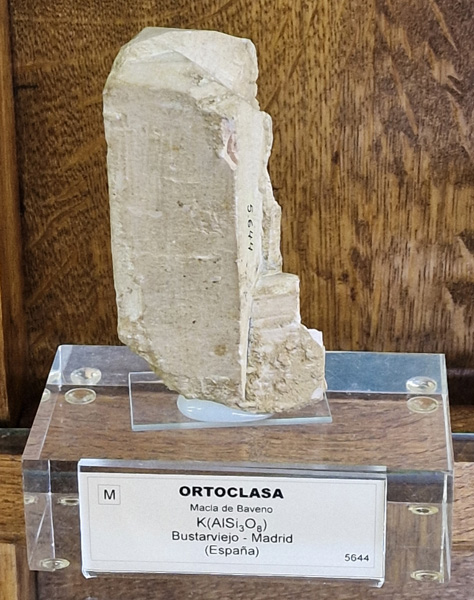 5644
M
ORTOCLASA
Macla de Baveno
K(AlSi₃O₈)
Bustarviejo - Madrid
(España)
5644